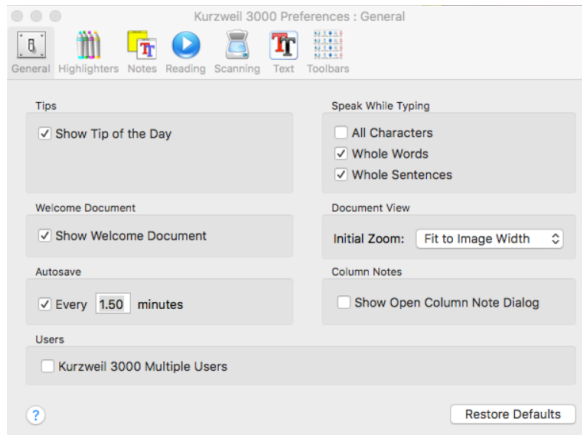 Kurzweil 3000 Preferences : General
General Highlighters Notes Reading Scanning Text Toolbars
Tips
Show Tip of the Day
Speak While Typing
All Characters
Whole Words
Whole Sentences
Welcome Document
Show Welcome Document
Document View
Initial Zoom: Fit to Image Width
Autosave
Every 1.50 minutes
Column Notes
Show Open Column Note Dialog
Users
Kurzweil 3000 Multiple Users
?
Restore Defaults